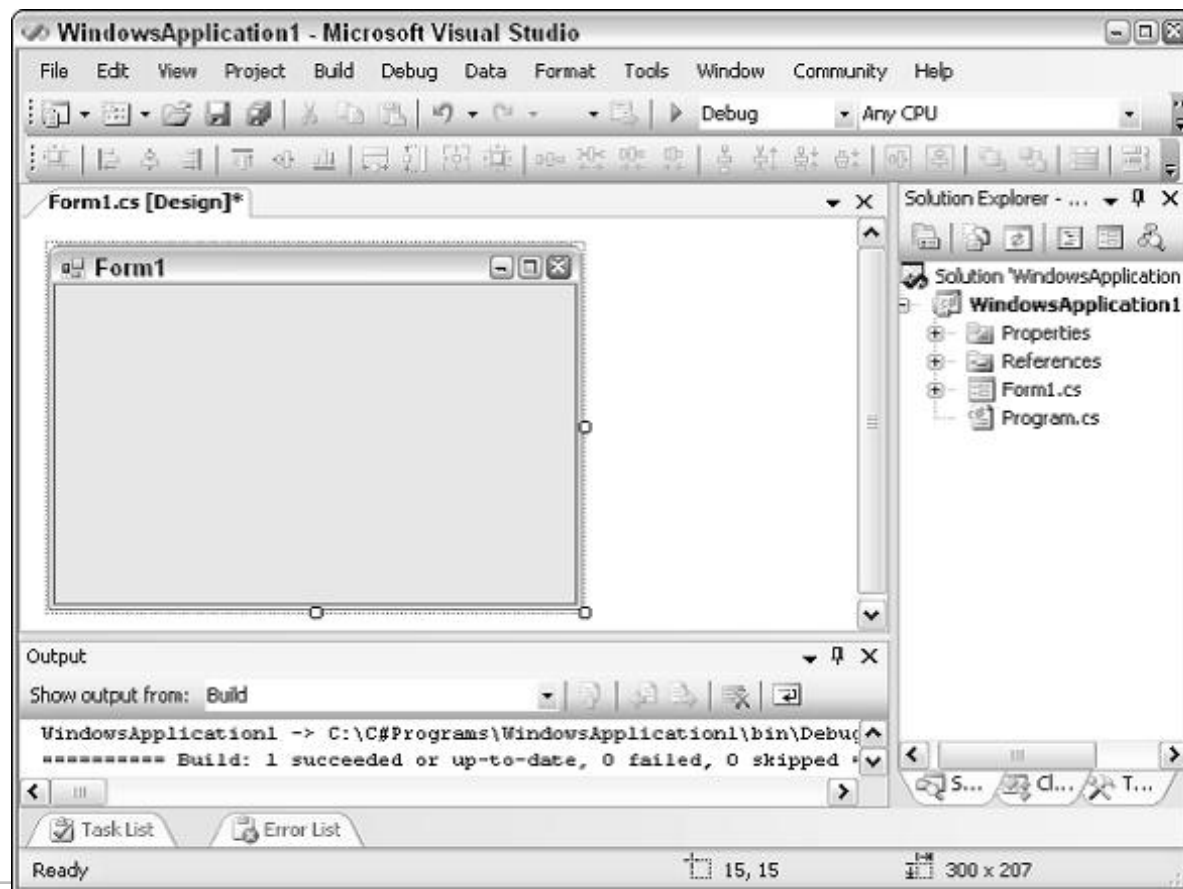 WindowsApplication1 - Microsoft Visual Studio
File Edit View Project Build Debug Data Format Tools Window Community Help
Debug Any CPU
Form1.cs [Design]*
Form1
Solution Explorer - ...
Solution 'WindowsApplication
WindowsApplication1
Properties
References
Form1.cs
Program.cs
Output
Show output from: Build
WindowsApplication1 -> C:\C#Programs\WindowsApplication1\bin\Debug
========== Build: 1 succeeded or up-to-date, 0 failed, 0 skipped =
S... Cl... T...
Task List Error List
Ready 15, 15 300 x 207